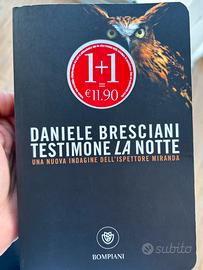 1+1
=
€11.90
DANIELE BRESCIANI
TESTIMONE LA NOTTE
UNA NUOVA INDAGINE DELL'ISPETTORE MIRANDA
BOMPIANI
subito